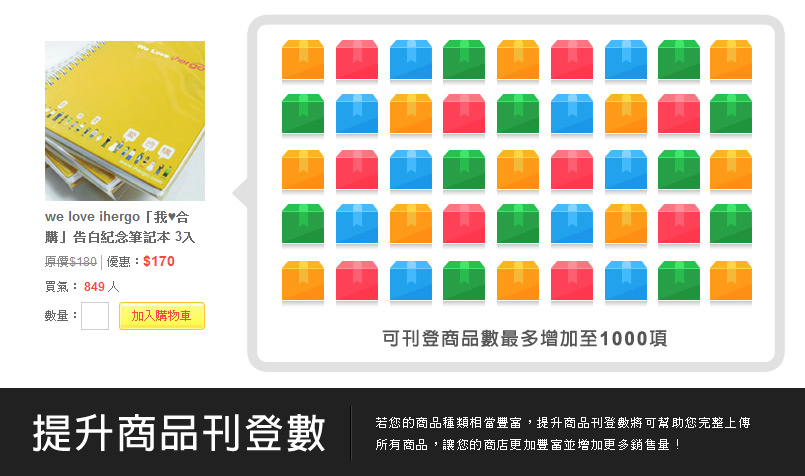 We Love iherGO
we love ihergo「我♥合
購」告白紀念筆記本 3入
原價$180 | 優惠：$170
買氣： 849 人
數量：
加入購物車
可刊登商品數最多增加至1000項
提升商品刊登數
若您的商品種類相當豐富，提升商品刊登數將可幫助您完整上傳
所有商品，讓您的商店更加豐富並增加更多銷售量！